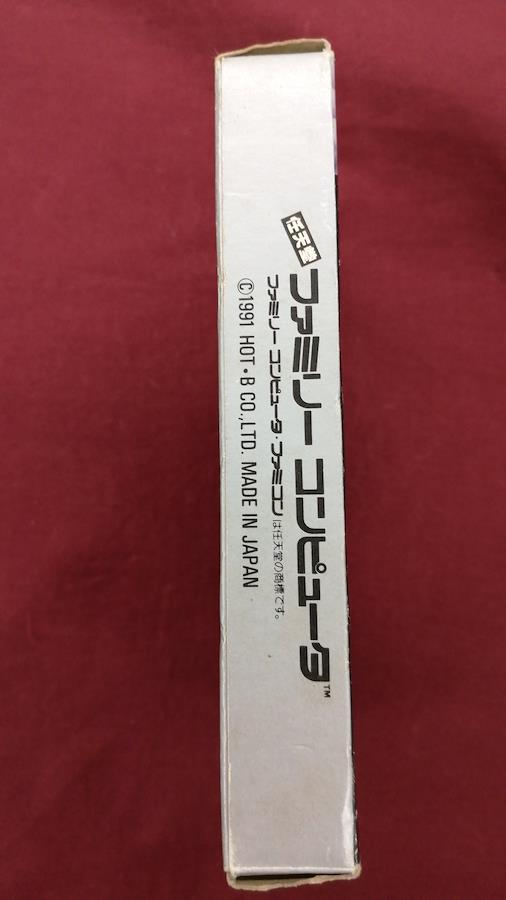 任天堂
ファミリー コンピュータ™
ファミリー コンピュータ・ファミコンは任天堂の商標です。
©1991 HOT・B CO.,LTD. MADE IN JAPAN